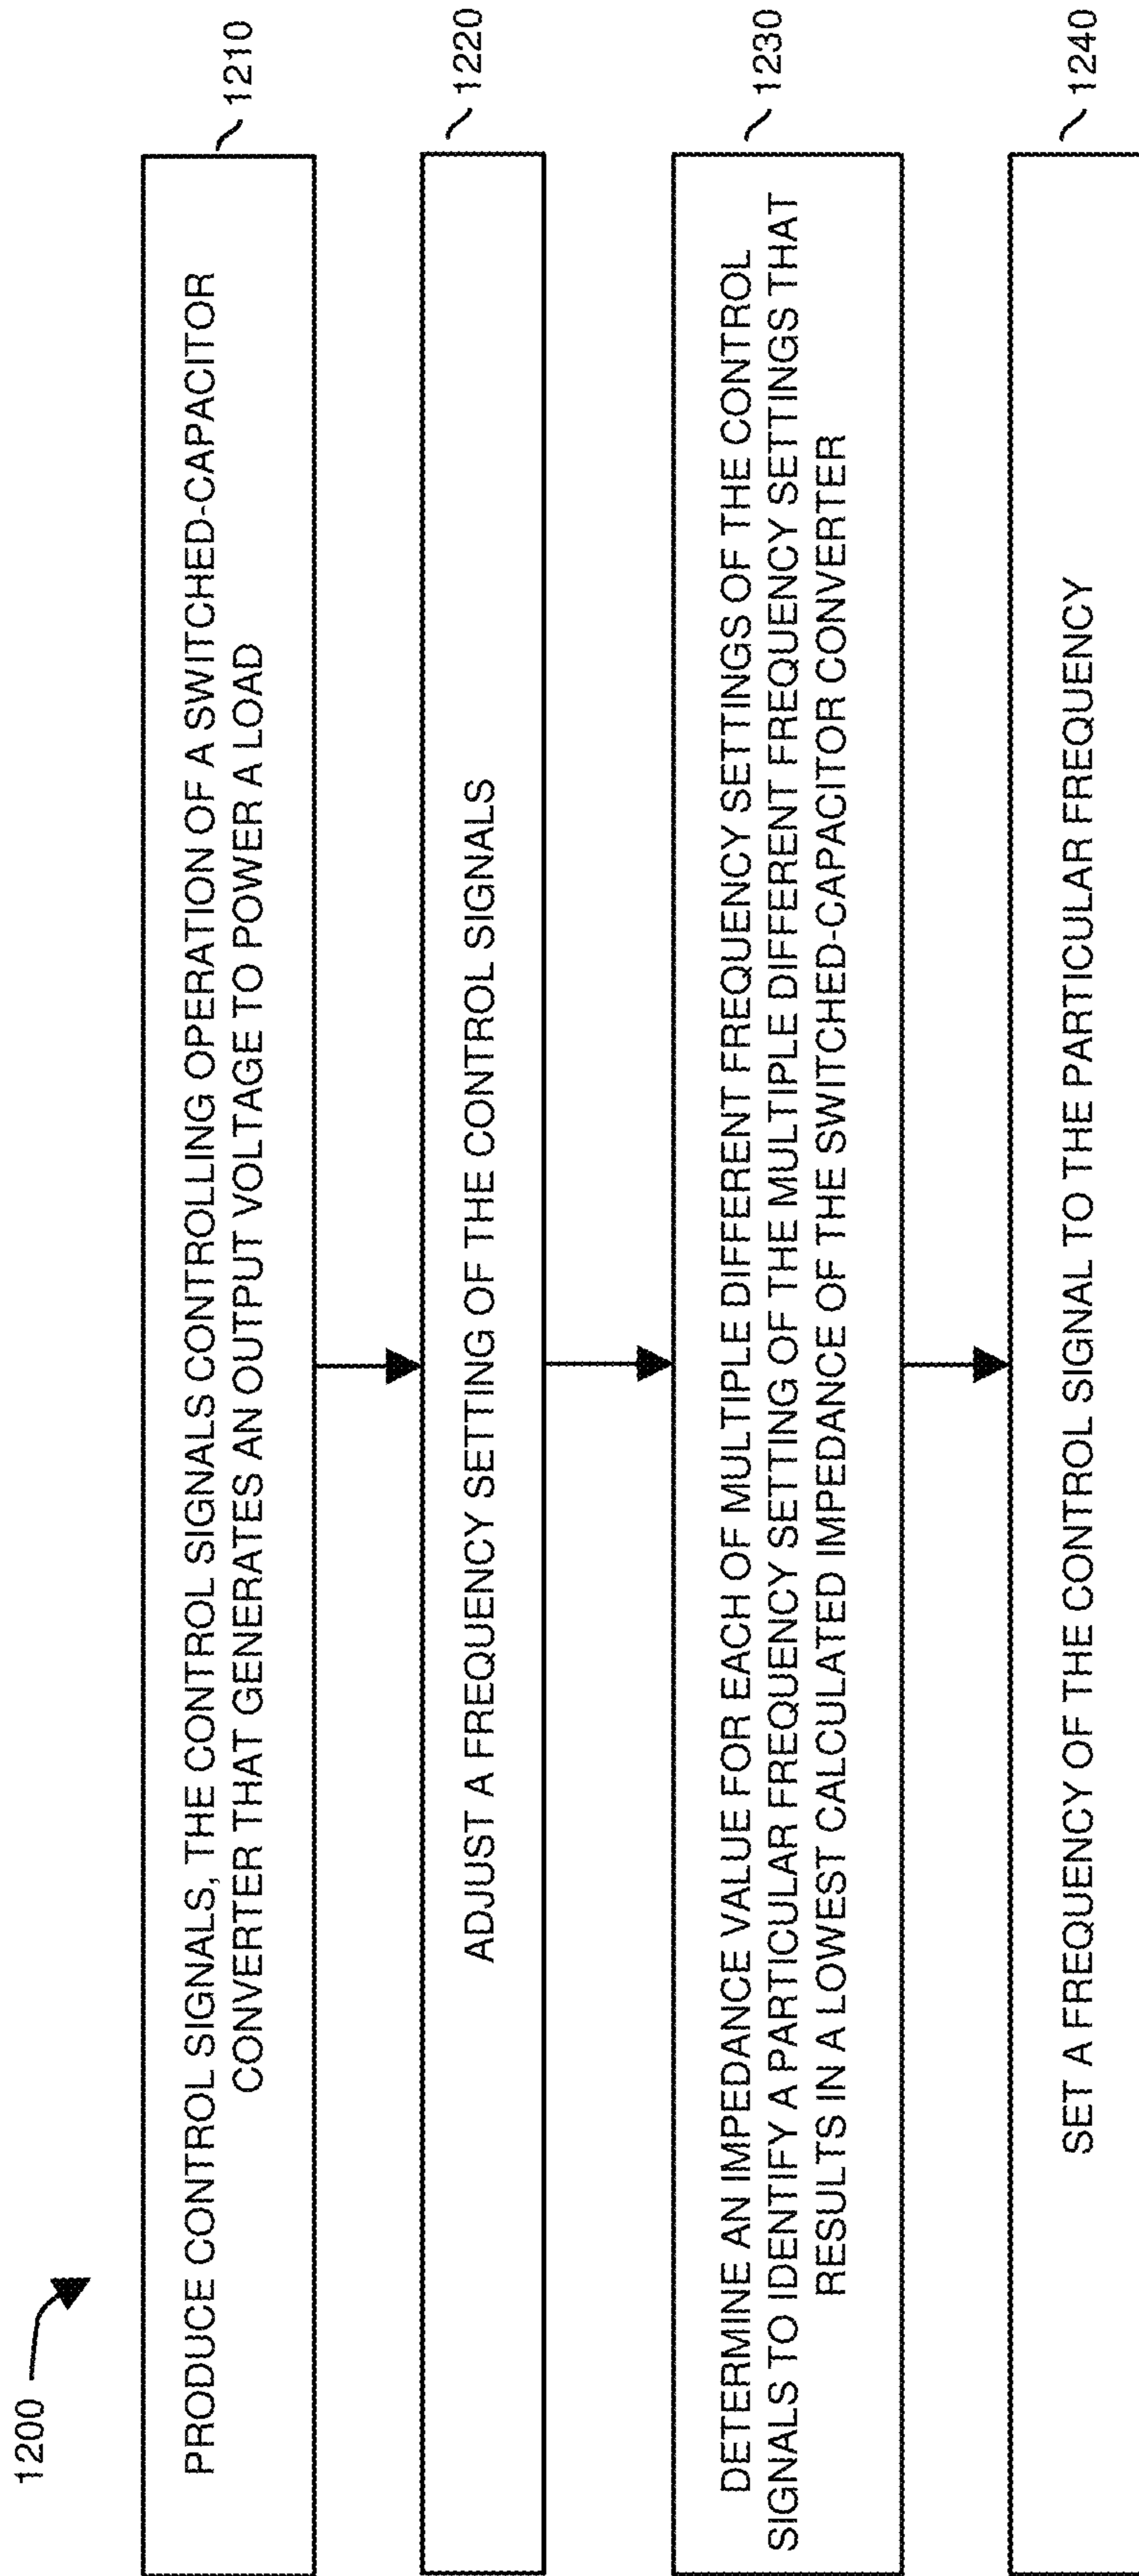 1200
PRODUCE CONTROL SIGNALS, THE CONTROL SIGNALS CONTROLLING OPERATION OF A SWITCHED-CAPACITOR
CONVERTER THAT GENERATES AN OUTPUT VOLTAGE TO POWER A LOAD
1210
ADJUST A FREQUENCY SETTING OF THE CONTROL SIGNALS
1220
DETERMINE AN IMPEDANCE VALUE FOR EACH OF MULTIPLE DIFFERENT FREQUENCY SETTINGS OF THE CONTROL
SIGNALS TO IDENTIFY A PARTICULAR FREQUENCY SETTING OF THE MULTIPLE DIFFERENT FREQUENCY SETTINGS THAT
RESULTS IN A LOWEST CALCULATED IMPEDANCE OF THE SWITCHED-CAPACITOR CONVERTER
1230
SET A FREQUENCY OF THE CONTROL SIGNAL TO THE PARTICULAR FREQUENCY
1240